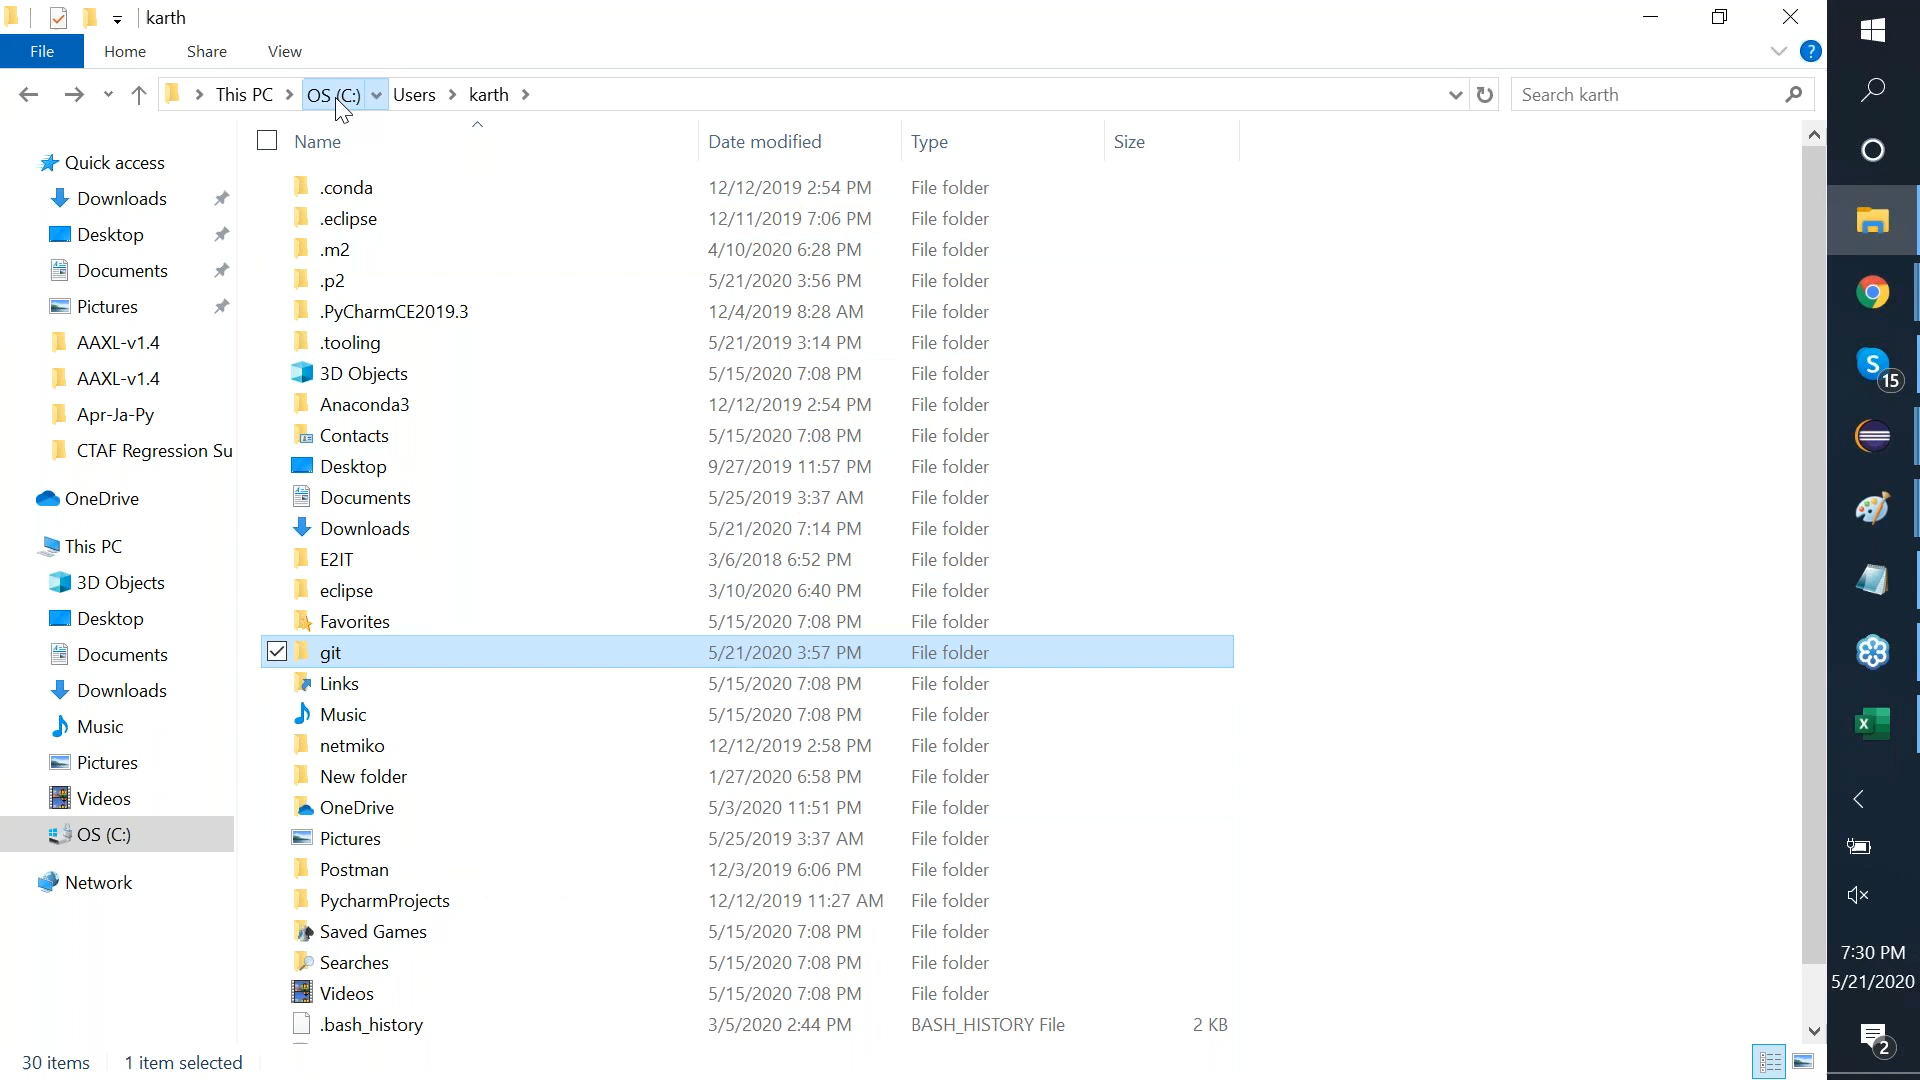 karth
File Home Share View
This PC OS (C:) Users karth
Search karth
Name Date modified Type Size
Quick access
Downloads
Desktop
Documents
Pictures
AAXL-v1.4
AAXL-v1.4
Apr-Ja-Py
CTAF Regression Su
OneDrive
This PC
3D Objects
Desktop
Documents
Downloads
Music
Pictures
Videos
OS (C:)
Network
.conda 12/12/2019 2:54 PM File folder
.eclipse 12/11/2019 7:06 PM File folder
.m2 4/10/2020 6:28 PM File folder
.p2 5/21/2020 3:56 PM File folder
.PyCharmCE2019.3 12/4/2019 8:28 AM File folder
.tooling 5/21/2019 3:14 PM File folder
3D Objects 5/15/2020 7:08 PM File folder
Anaconda3 12/12/2019 2:54 PM File folder
Contacts 5/15/2020 7:08 PM File folder
Desktop 9/27/2019 11:57 PM File folder
Documents 5/25/2019 3:37 AM File folder
Downloads 5/21/2020 7:14 PM File folder
E2IT 3/6/2018 6:52 PM File folder
eclipse 3/10/2020 6:40 PM File folder
Favorites 5/15/2020 7:08 PM File folder
git 5/21/2020 3:57 PM File folder
Links 5/15/2020 7:08 PM File folder
Music 5/15/2020 7:08 PM File folder
netmiko 12/12/2019 2:58 PM File folder
New folder 1/27/2020 6:58 PM File folder
OneDrive 5/3/2020 11:51 PM File folder
Pictures 5/25/2019 3:37 AM File folder
Postman 12/3/2019 6:06 PM File folder
PycharmProjects 12/12/2019 11:27 AM File folder
Saved Games 5/15/2020 7:08 PM File folder
Searches 5/15/2020 7:08 PM File folder
Videos 5/15/2020 7:08 PM File folder
.bash_history 3/5/2020 2:44 PM BASH_HISTORY File 2 KB
30 items 1 item selected
15
7:30 PM
5/21/2020
2